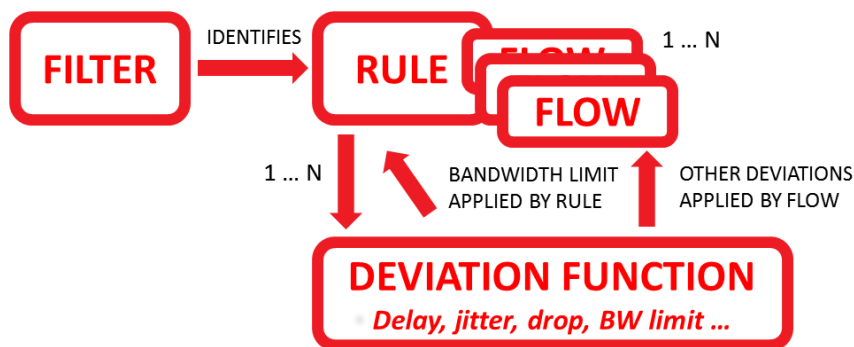 FILTER
IDENTIFIES
RULE
FLOW
1 ... N
FLOW
1 ... N
BANDWIDTH LIMIT
APPLIED BY RULE
OTHER DEVIATIONS
APPLIED BY FLOW
DEVIATION FUNCTION
Delay, jitter, drop, BW limit ...